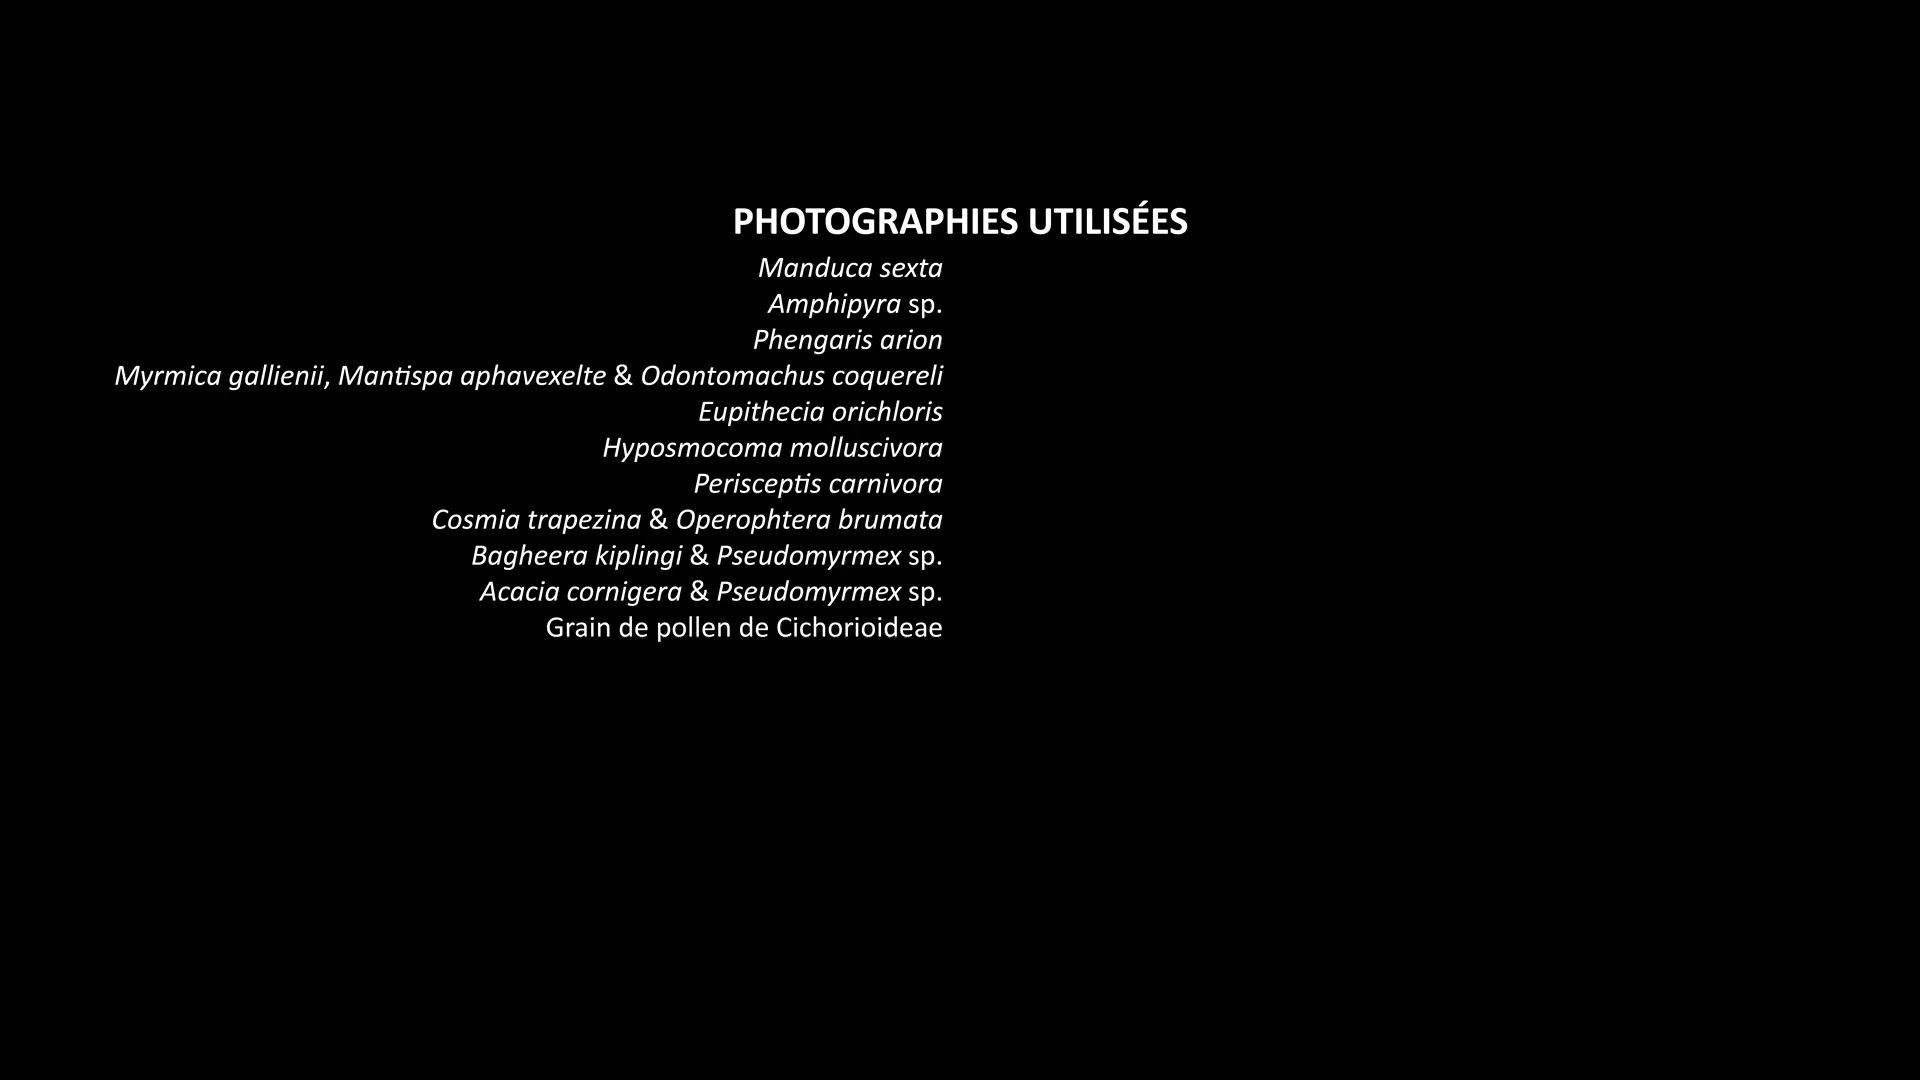 PHOTOGRAPHIES UTILISÉES
Manduca sexta
Amphipyra sp.
Phengaris arion
Myrmica gallienii, Mantispa aphavexelte & Odontomachus coquereli
Eupithecia orichloris
Hyposmocoma molluscivora
Perisceptis carnivora
Cosmia trapezina & Operophtera brumata
Bagheera kiplingi & Pseudomyrmex sp.
Acacia cornigera & Pseudomyrmex sp.
Grain de pollen de Cichorioideae